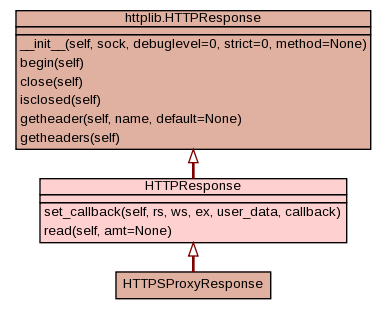 httplib.HTTPResponse
__init__(self, sock, debuglevel=0, strict=0, method=None)
begin(self)
close(self)
isclosed(self)
getheader(self, name, default=None)
getheaders(self)
HTTPResponse
set_callback(self, rs, ws, ex, user_data, callback)
read(self, amt=None)
HTTPSProxyResponse